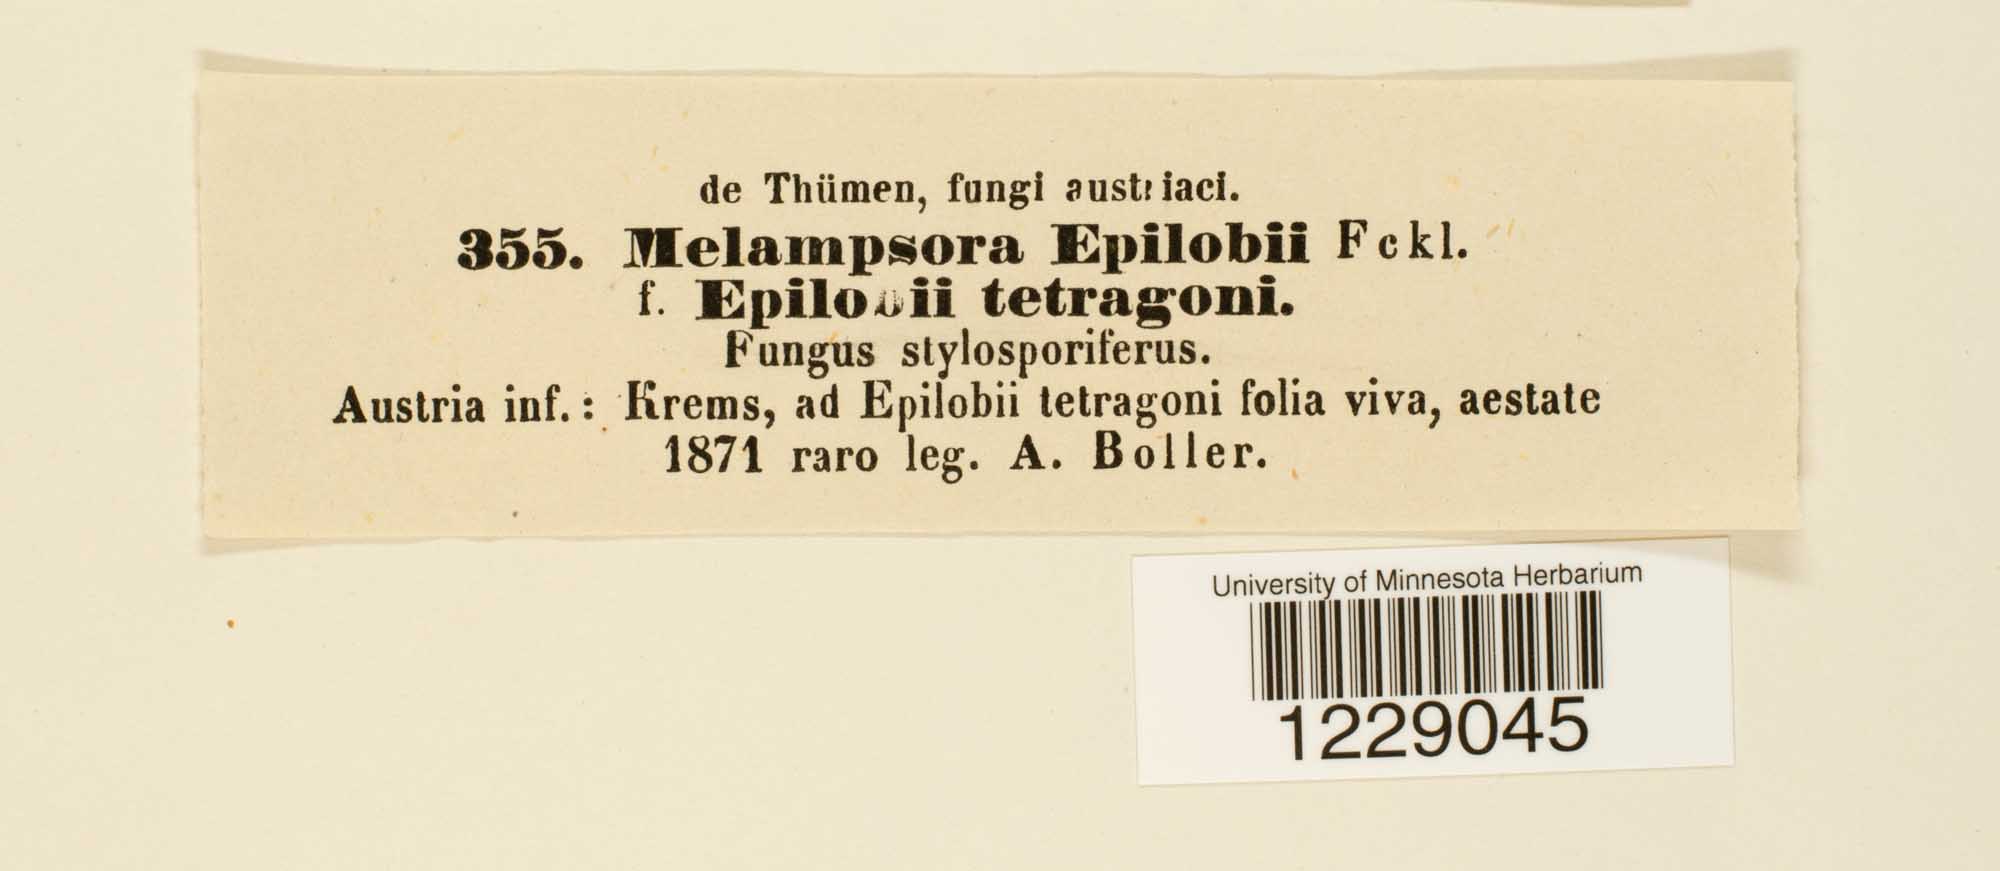 de Thümen, fungi austriaci.
355. Melampsora Epilobii Fckl.
f. Epilobii tetragoni.
Fungus stylosporiferus.
Austria inf.: Krems, ad Epilobii tetragoni folia viva, aestate
1871 raro leg. A. Boller.
University of Minnesota Herbarium
1229045